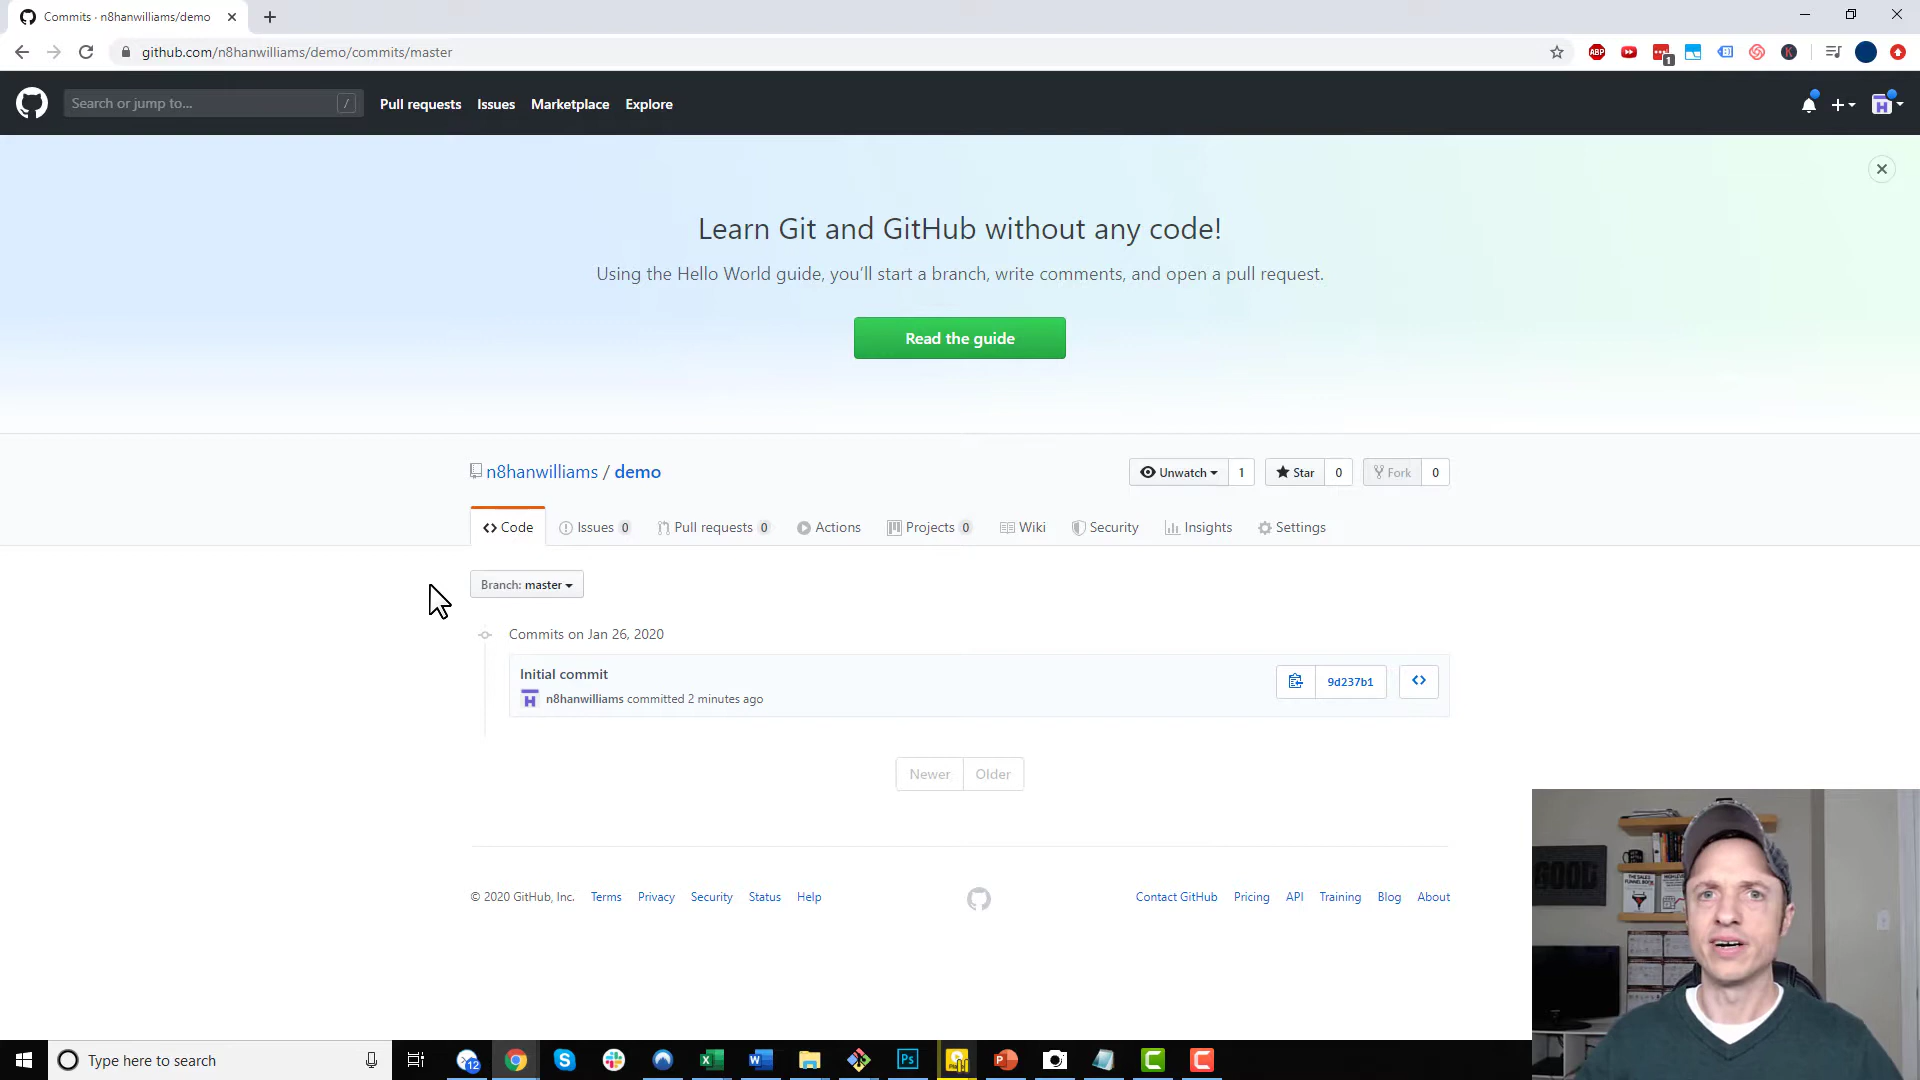 Commits · n8hanwilliams/demo
github.com/n8hanwilliams/demo/commits/master
ABP
1
K
Search or jump to...
/
Pull requests
Issues
Marketplace
Explore
H
Learn Git and GitHub without any code!
Using the Hello World guide, you'll start a branch, write comments, and open a pull request.
Read the guide
n8hanwilliams / demo
Unwatch
1
Star
0
Fork
0
Code
Issues 0
Pull requests 0
Actions
Projects 0
Wiki
Security
Insights
Settings
Branch: master
Commits on Jan 26, 2020
Initial commit
H
n8hanwilliams committed 2 minutes ago
9d237b1
Newer
Older
© 2020 GitHub, Inc.
Terms
Privacy
Security
Status
Help
Contact GitHub
Pricing
API
Training
Blog
About
GOOD
Type here to search
12
Ps